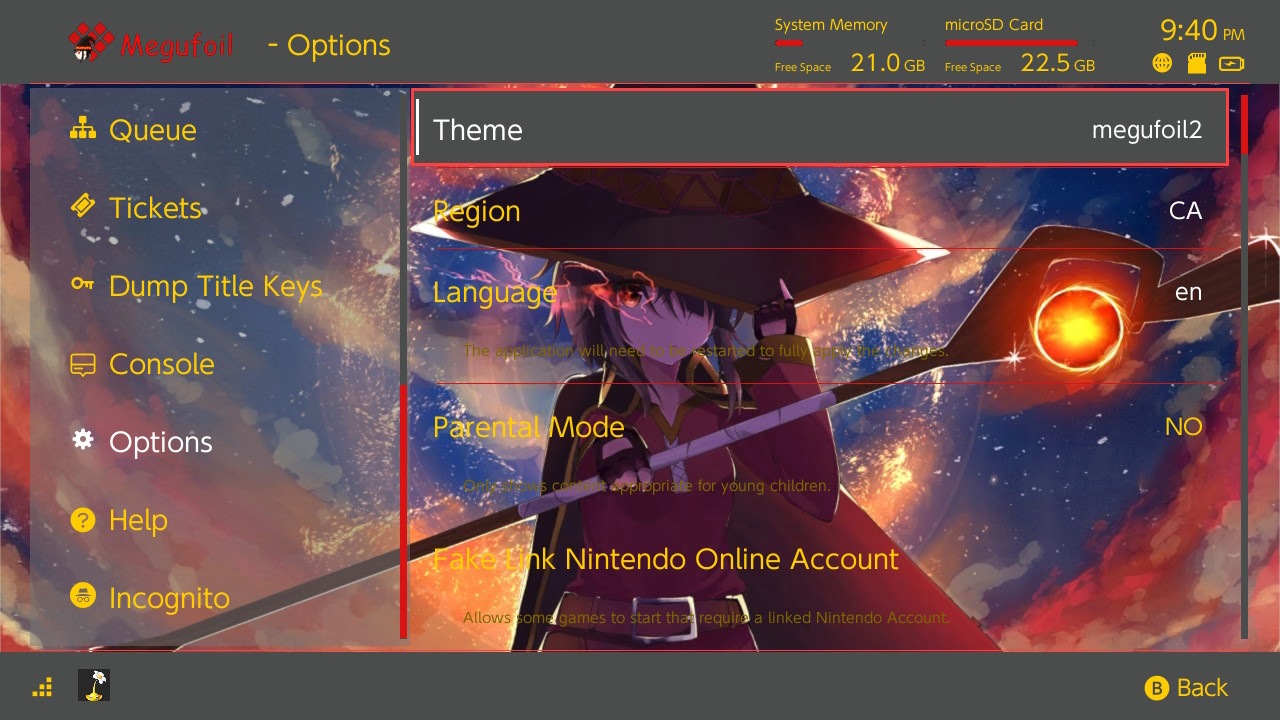 Megufoil
- Options
System Memory
Free Space 21.0 GB
microSD Card
Free Space 22.5 GB
9:40 PM
Queue
Tickets
Dump Title Keys
Console
Options
Help
Incognito
Theme megufoil2
Region CA
Language en
The application will need to be restarted to fully apply the changes.
Parental Mode NO
Only shows content appropriate for young children.
Fake Link Nintendo Online Account
Allows some games to start that require a linked Nintendo Account.
B Back